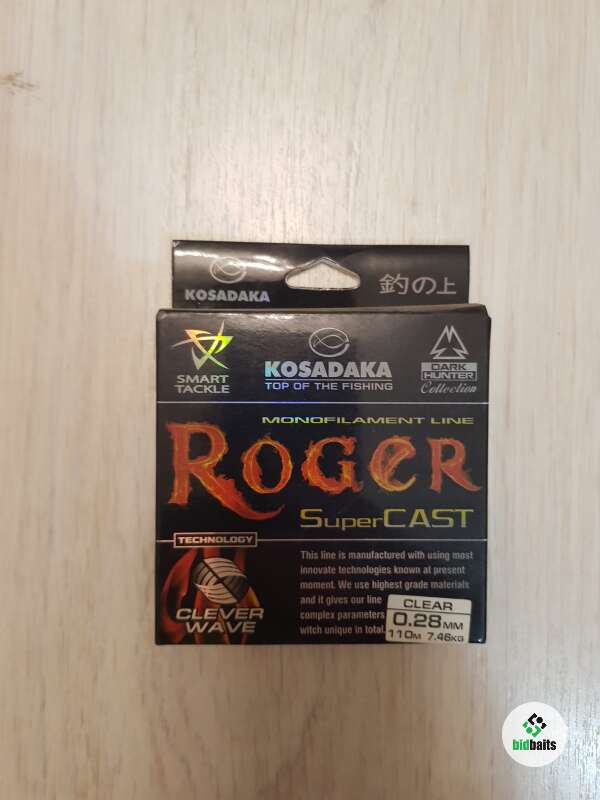 KOSADAKA
釣の上
SMART
TACKLE
KOSADAKA
TOP OF THE FISHING
DARK
HUNTER
Collection
MONOFILAMENT LINE
ROGER
SuperCAST
TECHNOLOGY
CLEVER
WAVE
This line is manufactured with using most
innovate technologies known at present
moment. We use highest grade materials
and it gives our line
complex parameters
witch unique in total.
CLEAR
0.28MM
110M 7.46KG
bidbaits